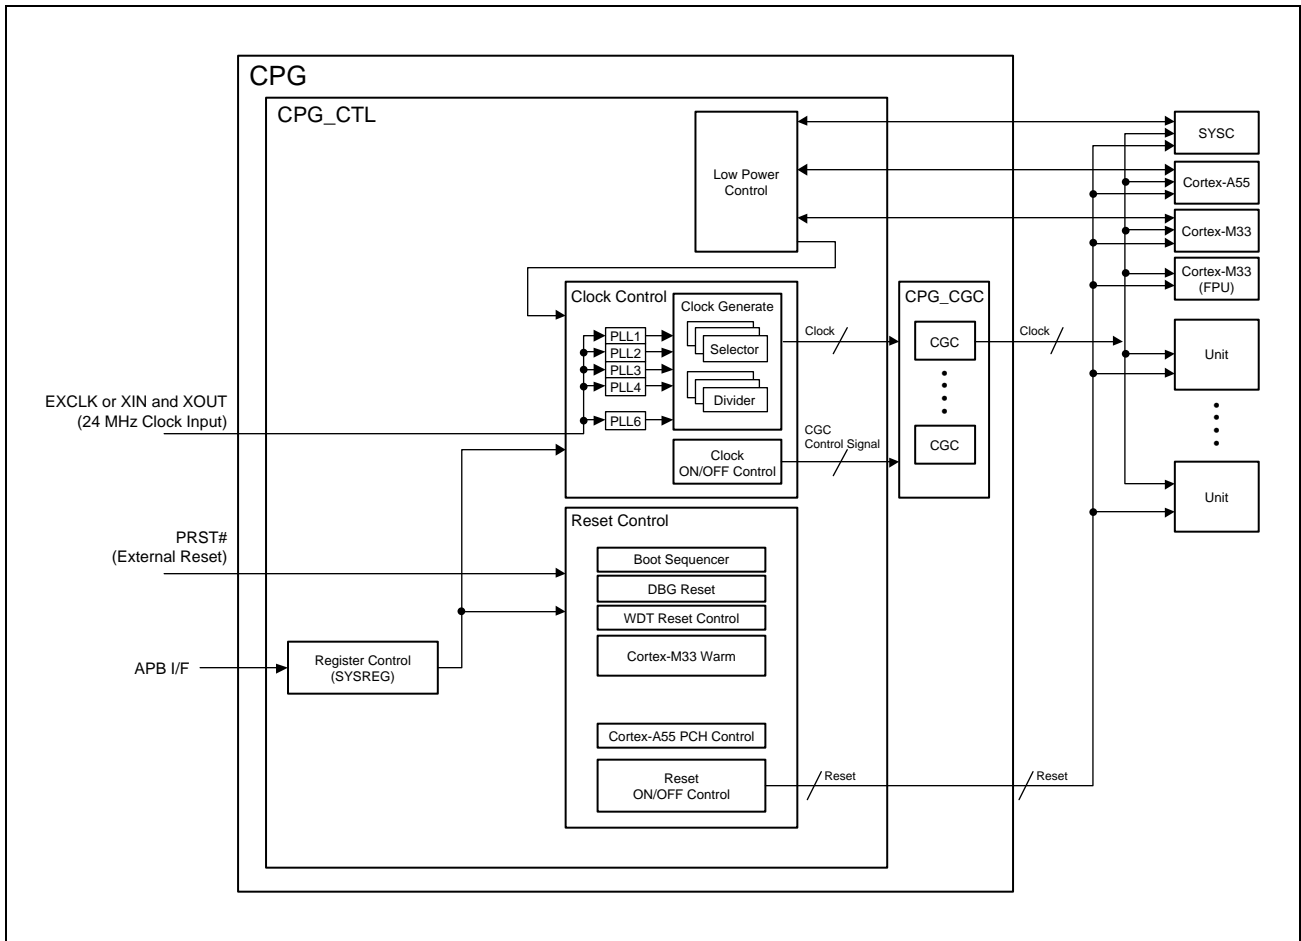 CPG
CPG_CTL
Low Power
Control
SYSC
Cortex-A55
Cortex-M33
Cortex-M33
(FPU)
Clock Control
Clock Generate
PLL1
PLL2
PLL3
PLL4
PLL6
Selector
Divider
Clock
CPG_CGC
CGC
Clock
Unit
EXCLK or XIN and XOUT
(24 MHz Clock Input)
Clock
ON/OFF Control
CGC
Control Signal
CGC
Unit
PRST#
(External Reset)
Reset Control
Boot Sequencer
DBG Reset
WDT Reset Control
Cortex-M33 Warm
APB I/F
Register Control
(SYSREG)
Cortex-A55 PCH Control
Reset
ON/OFF Control
Reset
Reset